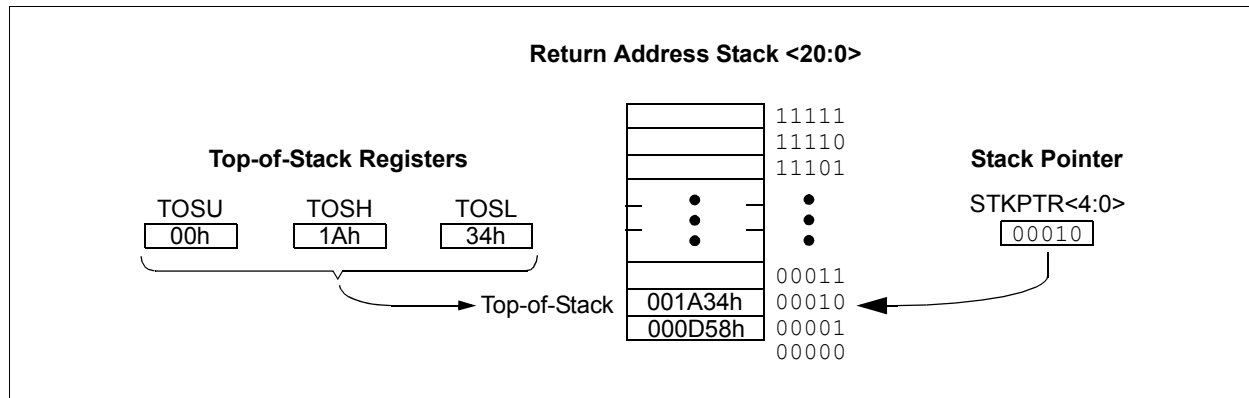 Return Address Stack <20:0>
11111
11110
11101
Top-of-Stack Registers
Stack Pointer
TOSU TOSH TOSL
STKPTR<4:0>
00h 1Ah 34h
00010
00011
Top-of-Stack 001A34h 00010
000D58h 00001
00000